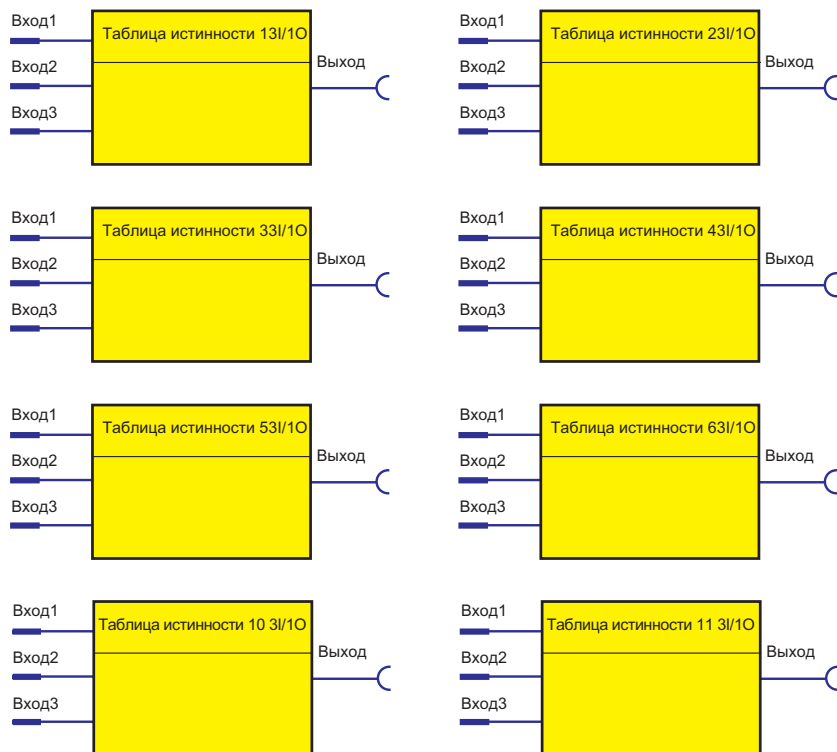 Вход1
Таблица истинности 13I/1O
Вход2
Выход
Вход3
Вход1
Таблица истинности 23I/1O
Вход2
Выход
Вход3
Вход1
Таблица истинности 33I/1O
Вход2
Выход
Вход3
Вход1
Таблица истинности 43I/1O
Вход2
Выход
Вход3
Вход1
Таблица истинности 53I/1O
Вход2
Выход
Вход3
Вход1
Таблица истинности 63I/1O
Вход2
Выход
Вход3
Вход1
Таблица истинности 10 3I/1O
Вход2
Выход
Вход3
Вход1
Таблица истинности 11 3I/1O
Вход2
Выход
Вход3